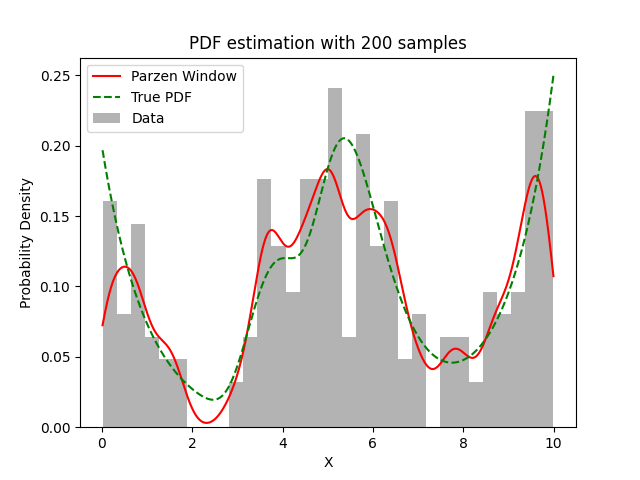 PDF estimation with 200 samples
Parzen Window
True PDF
Data
Probability Density
0.25
0.20
0.15
0.10
0.05
0.00
0 2 4 6 8 10
X